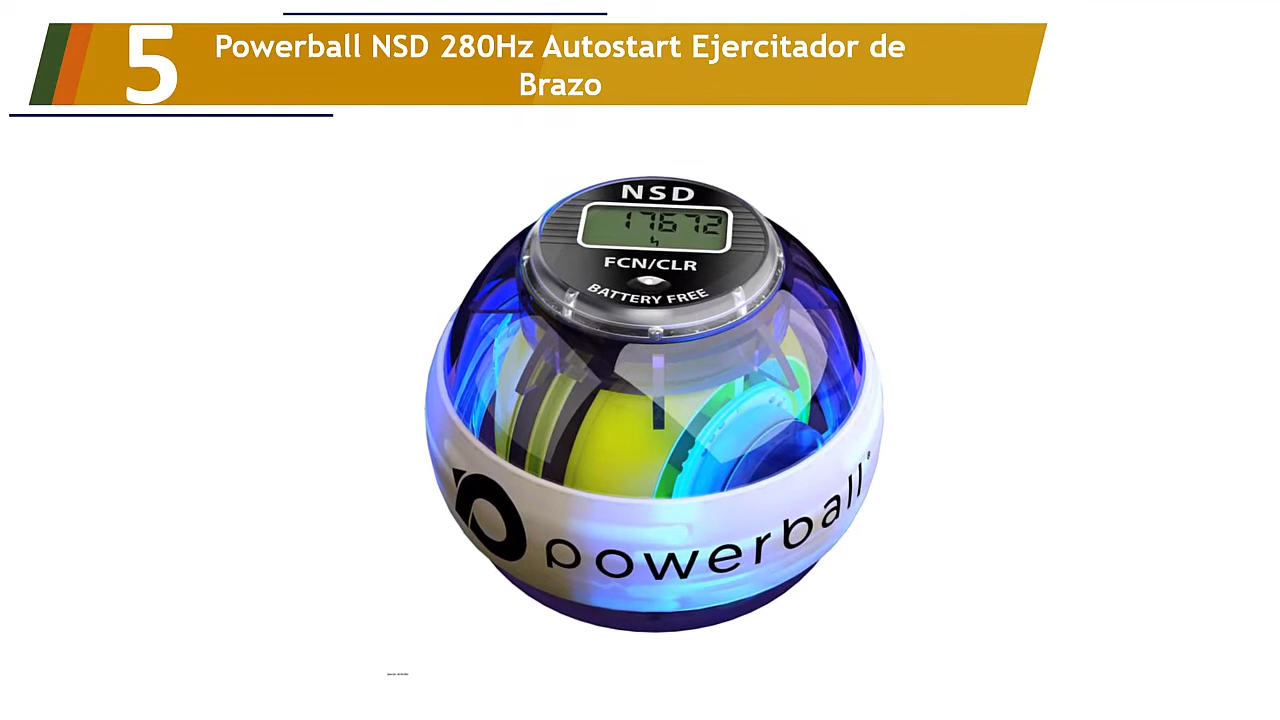 5
Powerball NSD 280Hz Autostart Ejercitador de
Brazo
NSD
17672
FCN/CLR
BATTERY FREE
powerball®